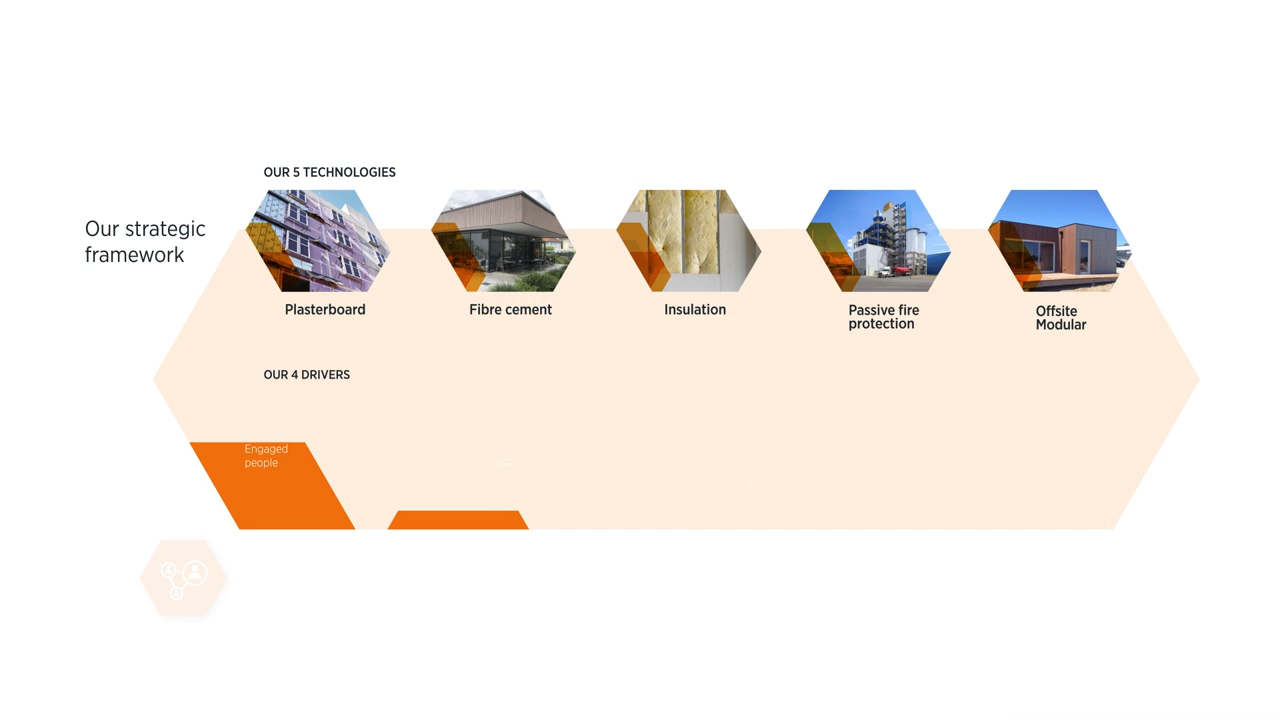 Our strategic
framework
OUR 5 TECHNOLOGIES
Plasterboard
Fibre cement
Insulation
Passive fire
protection
Offsite
Modular
OUR 4 DRIVERS
Engaged
people